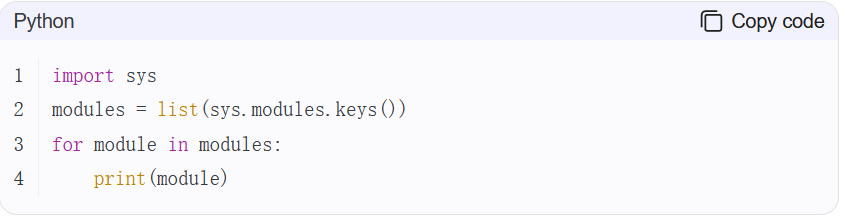 Python
Copy code
1 import sys
2 modules = list(sys.modules.keys())
3 for module in modules:
4     print(module)